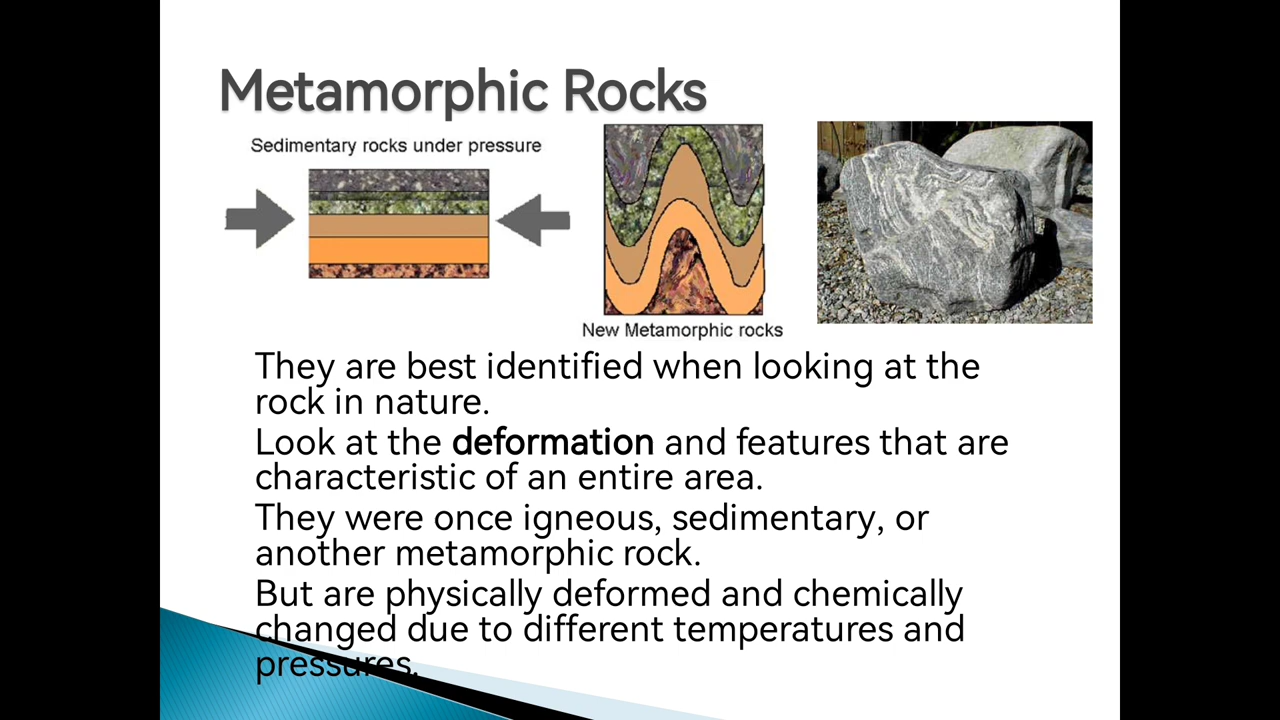 Metamorphic Rocks
Sedimentary rocks under pressure
New Metamorphic rocks
They are best identified when looking at the
rock in nature.
Look at the deformation and features that are
characteristic of an entire area.
They were once igneous, sedimentary, or
another metamorphic rock.
But are physically deformed and chemically
changed due to different temperatures and
pressures.